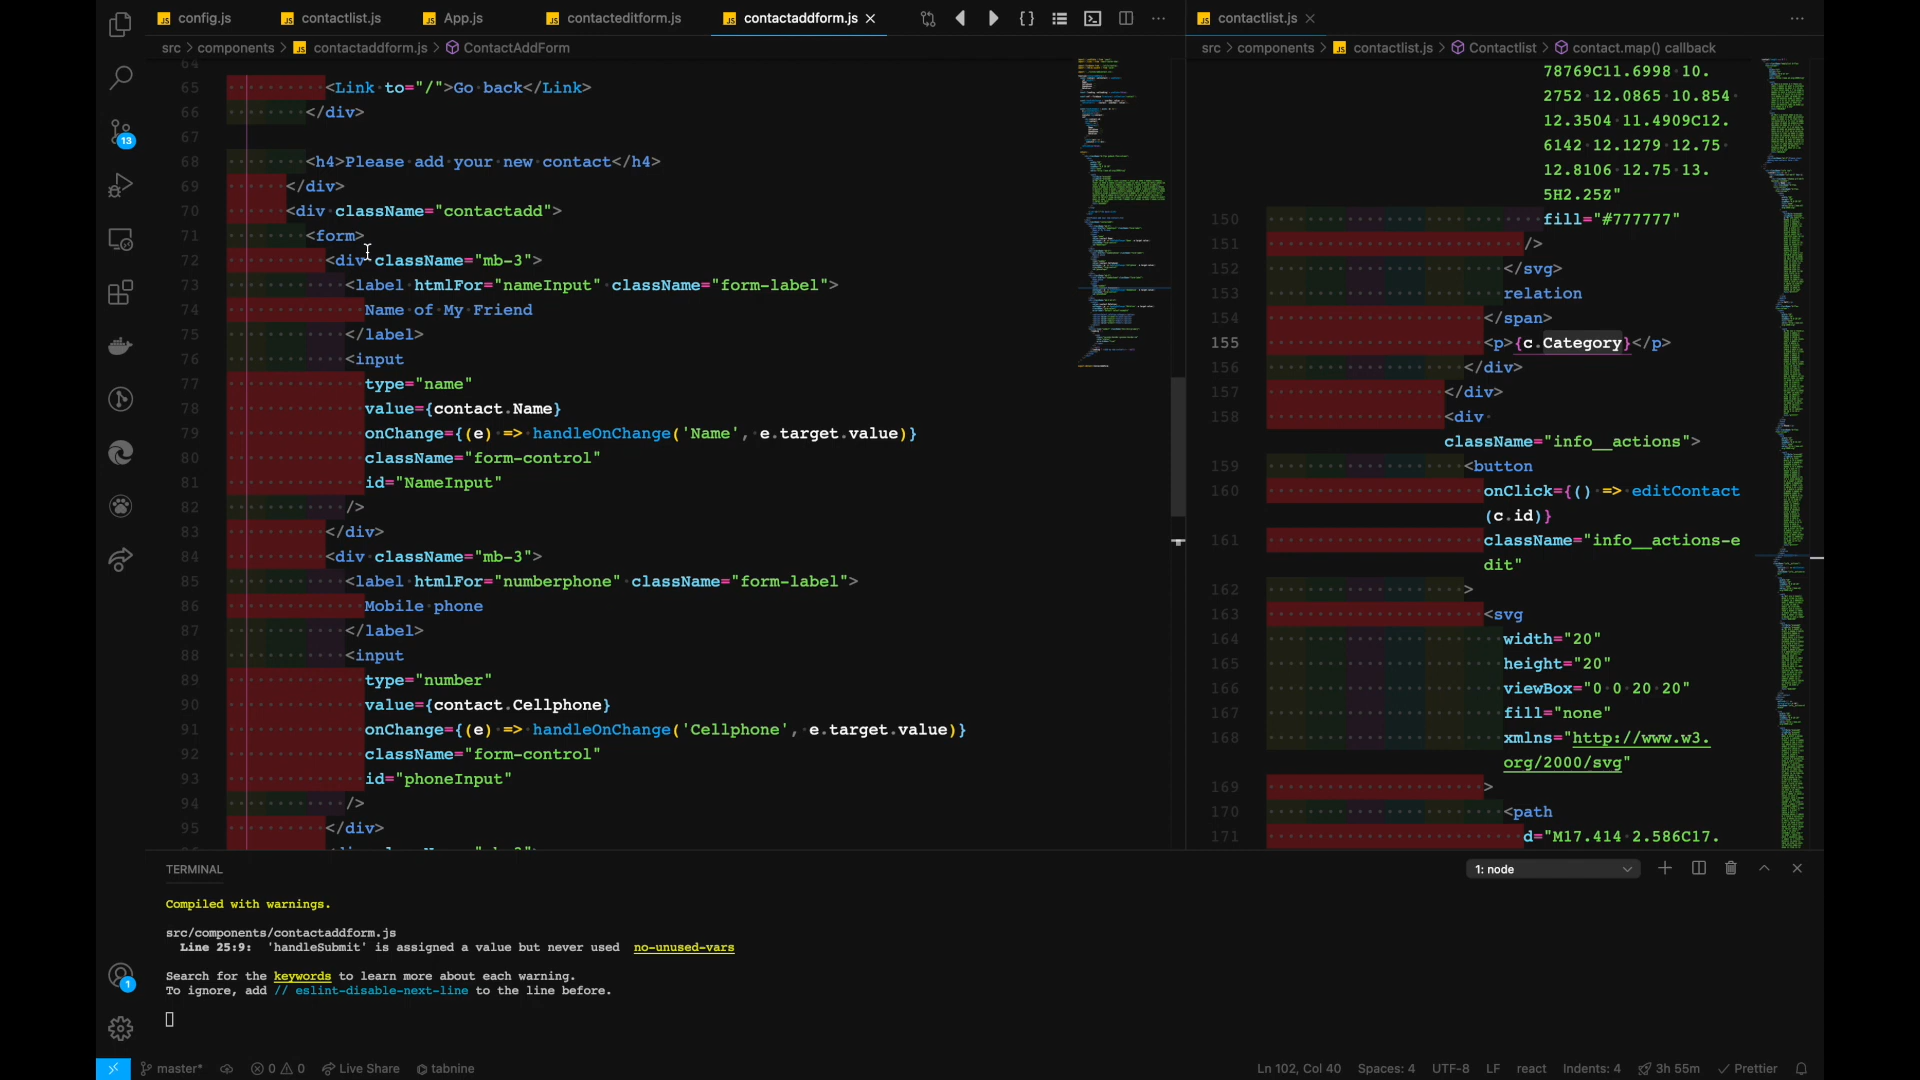 JS config.js JS contactlist.js JS App.js JS contacteditform.js JS contactaddform.js
src > components > JS contactaddform.js > ContactAddForm
64
65 <Link to="/">Go back</Link>
66 </div>
67
68 <h4>Please add your new contact</h4>
69 </div>
70 <div className="contactadd">
71 <form>
72 <div className="mb-3">
73 <label htmlFor="nameInput" className="form-label">
74 Name of My Friend
75 </label>
76 <input
77 type="name"
78 value={contact.Name}
79 onChange={(e) => handleOnChange('Name', e.target.value)}
80 className="form-control"
81 id="NameInput"
82 />
83 </div>
84 <div className="mb-3">
85 <label htmlFor="numberphone" className="form-label">
86 Mobile phone
87 </label>
88 <input
89 type="number"
90 value={contact.Cellphone}
91 onChange={(e) => handleOnChange('Cellphone', e.target.value)}
92 className="form-control"
93 id="phoneInput"
94 />
95 </div>
JS contactlist.js
src > components > JS contactlist.js > Contactlist > contact.map() callback
78769C11.6998 10.
2752 12.0865 10.854
12.3504 11.4909C12.
6142 12.1279 12.75
12.8106 12.75 13.
5H2.25Z"
150 fill="#777777"
151 />
152 </svg>
153 relation
154 </span>
155 <p>{c.Category}</p>
156 </div>
157 </div>
158 <div
className="info__actions">
159 <button
160 onClick={() => editContact
(c.id)}
161 className="info__actions-e
dit"
162 >
163 <svg
164 width="20"
165 height="20"
166 viewBox="0 0 20 20"
167 fill="none"
168 xmlns="http://www.w3.
org/2000/svg"
169 >
170 <path
171 d="M17.414 2.586C17.
13
1
TERMINAL
1: node
Compiled with warnings.
src/components/contactaddform.js
Line 25:9: 'handleSubmit' is assigned a value but never used no-unused-vars
Search for the keywords to learn more about each warning.
To ignore, add // eslint-disable-next-line to the line before.
master* 0 0 Live Share tabnine Ln 102, Col 40 Spaces: 4 UTF-8 LF react Indents: 4 3h 55m Prettier